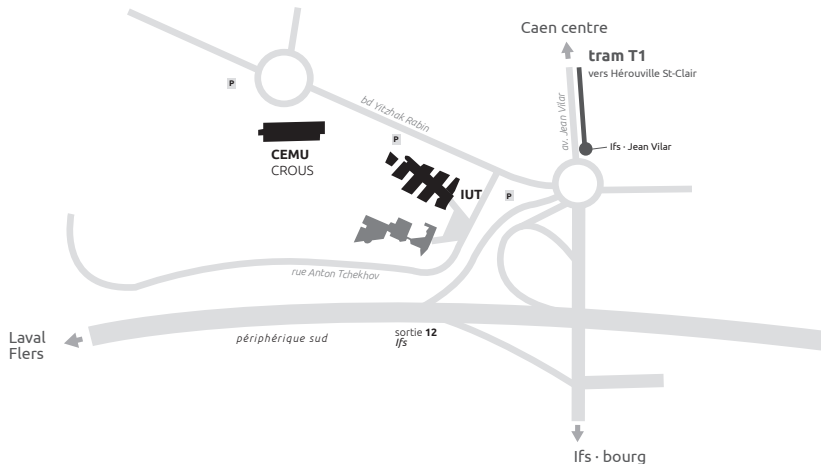 Caen centre
tram T1
vers Hérouville St-Clair
P
bd Yitzhak Rabin
av. Jean Vilar
P
Ifs · Jean Vilar
CEMU
CROUS
IUT
P
rue Anton Tchekhov
Laval
Flers
périphérique sud
sortie 12
Ifs
Ifs · bourg